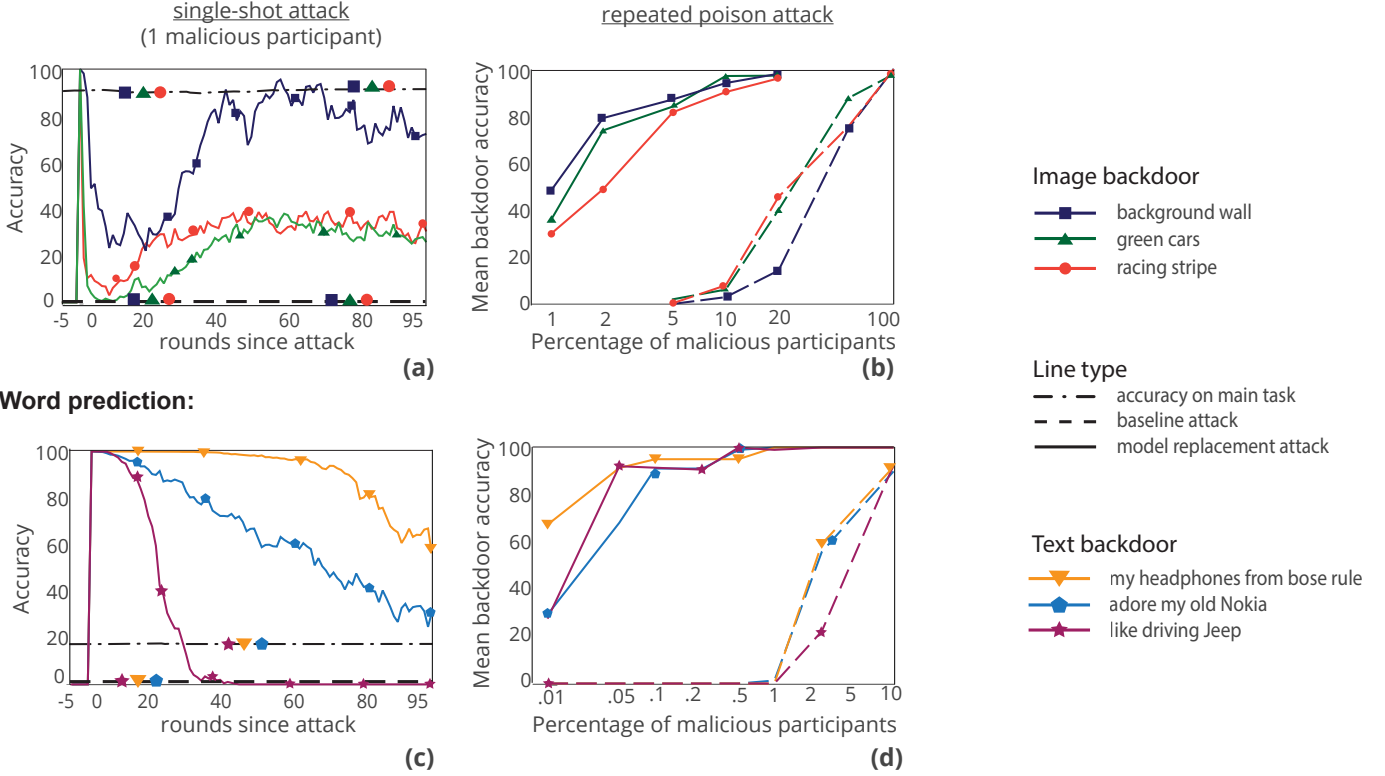 single-shot attack
(1 malicious participant)
repeated poison attack
100
80
60
40
20
0
Accuracy
-5 0 20 40 60 80 95
rounds since attack
(a)
100
80
60
40
20
0
Mean backdoor accuracy
1 2 5 10 20 100
Percentage of malicious participants
(b)
Image backdoor
background wall
green cars
racing stripe
Line type
accuracy on main task
baseline attack
model replacement attack
Word prediction:
100
80
60
40
20
0
Accuracy
-5 0 20 40 60 80 95
rounds since attack
(c)
100
80
60
40
20
0
Mean backdoor accuracy
.01 .05 .1 .2 .5 1 2 5 10
Percentage of malicious participants
(d)
Text backdoor
my headphones from bose rule
adore my old Nokia
like driving Jeep